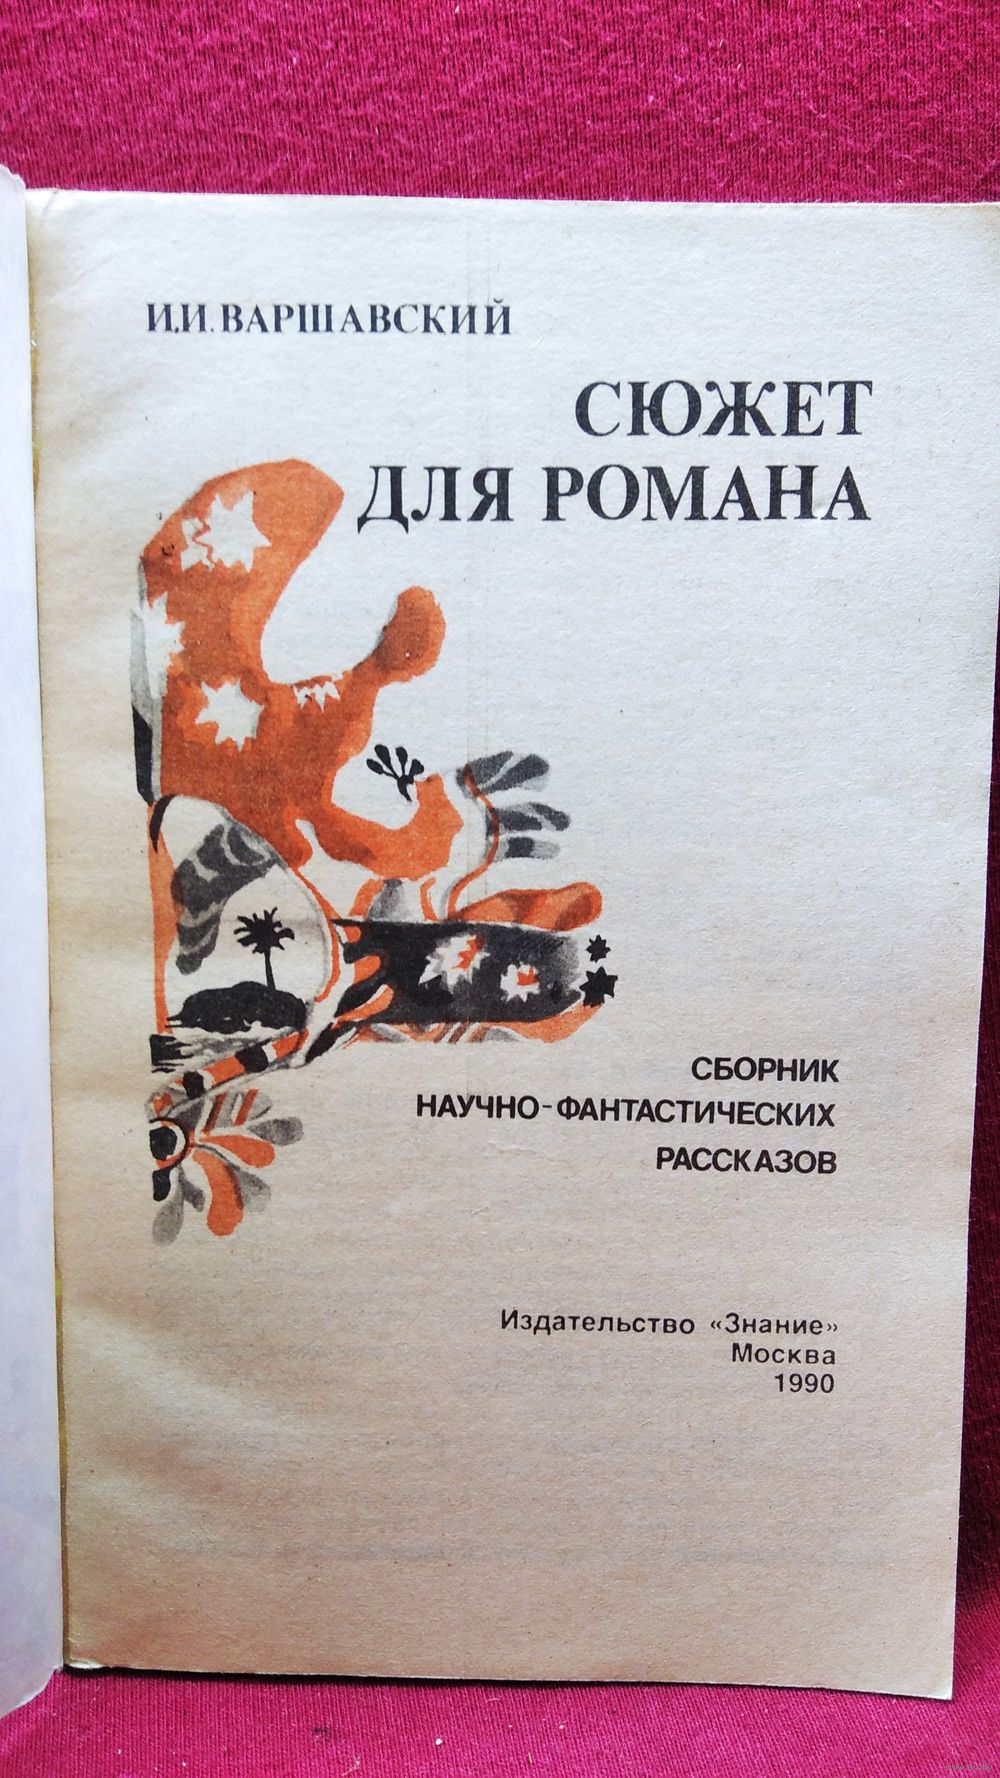 И.И. ВАРШАВСКИЙ
СЮЖЕТ
ДЛЯ РОМАНА
СБОРНИК
НАУЧНО-ФАНТАСТИЧЕСКИХ
РАССКАЗОВ
Издательство «Знание»
Москва
1990